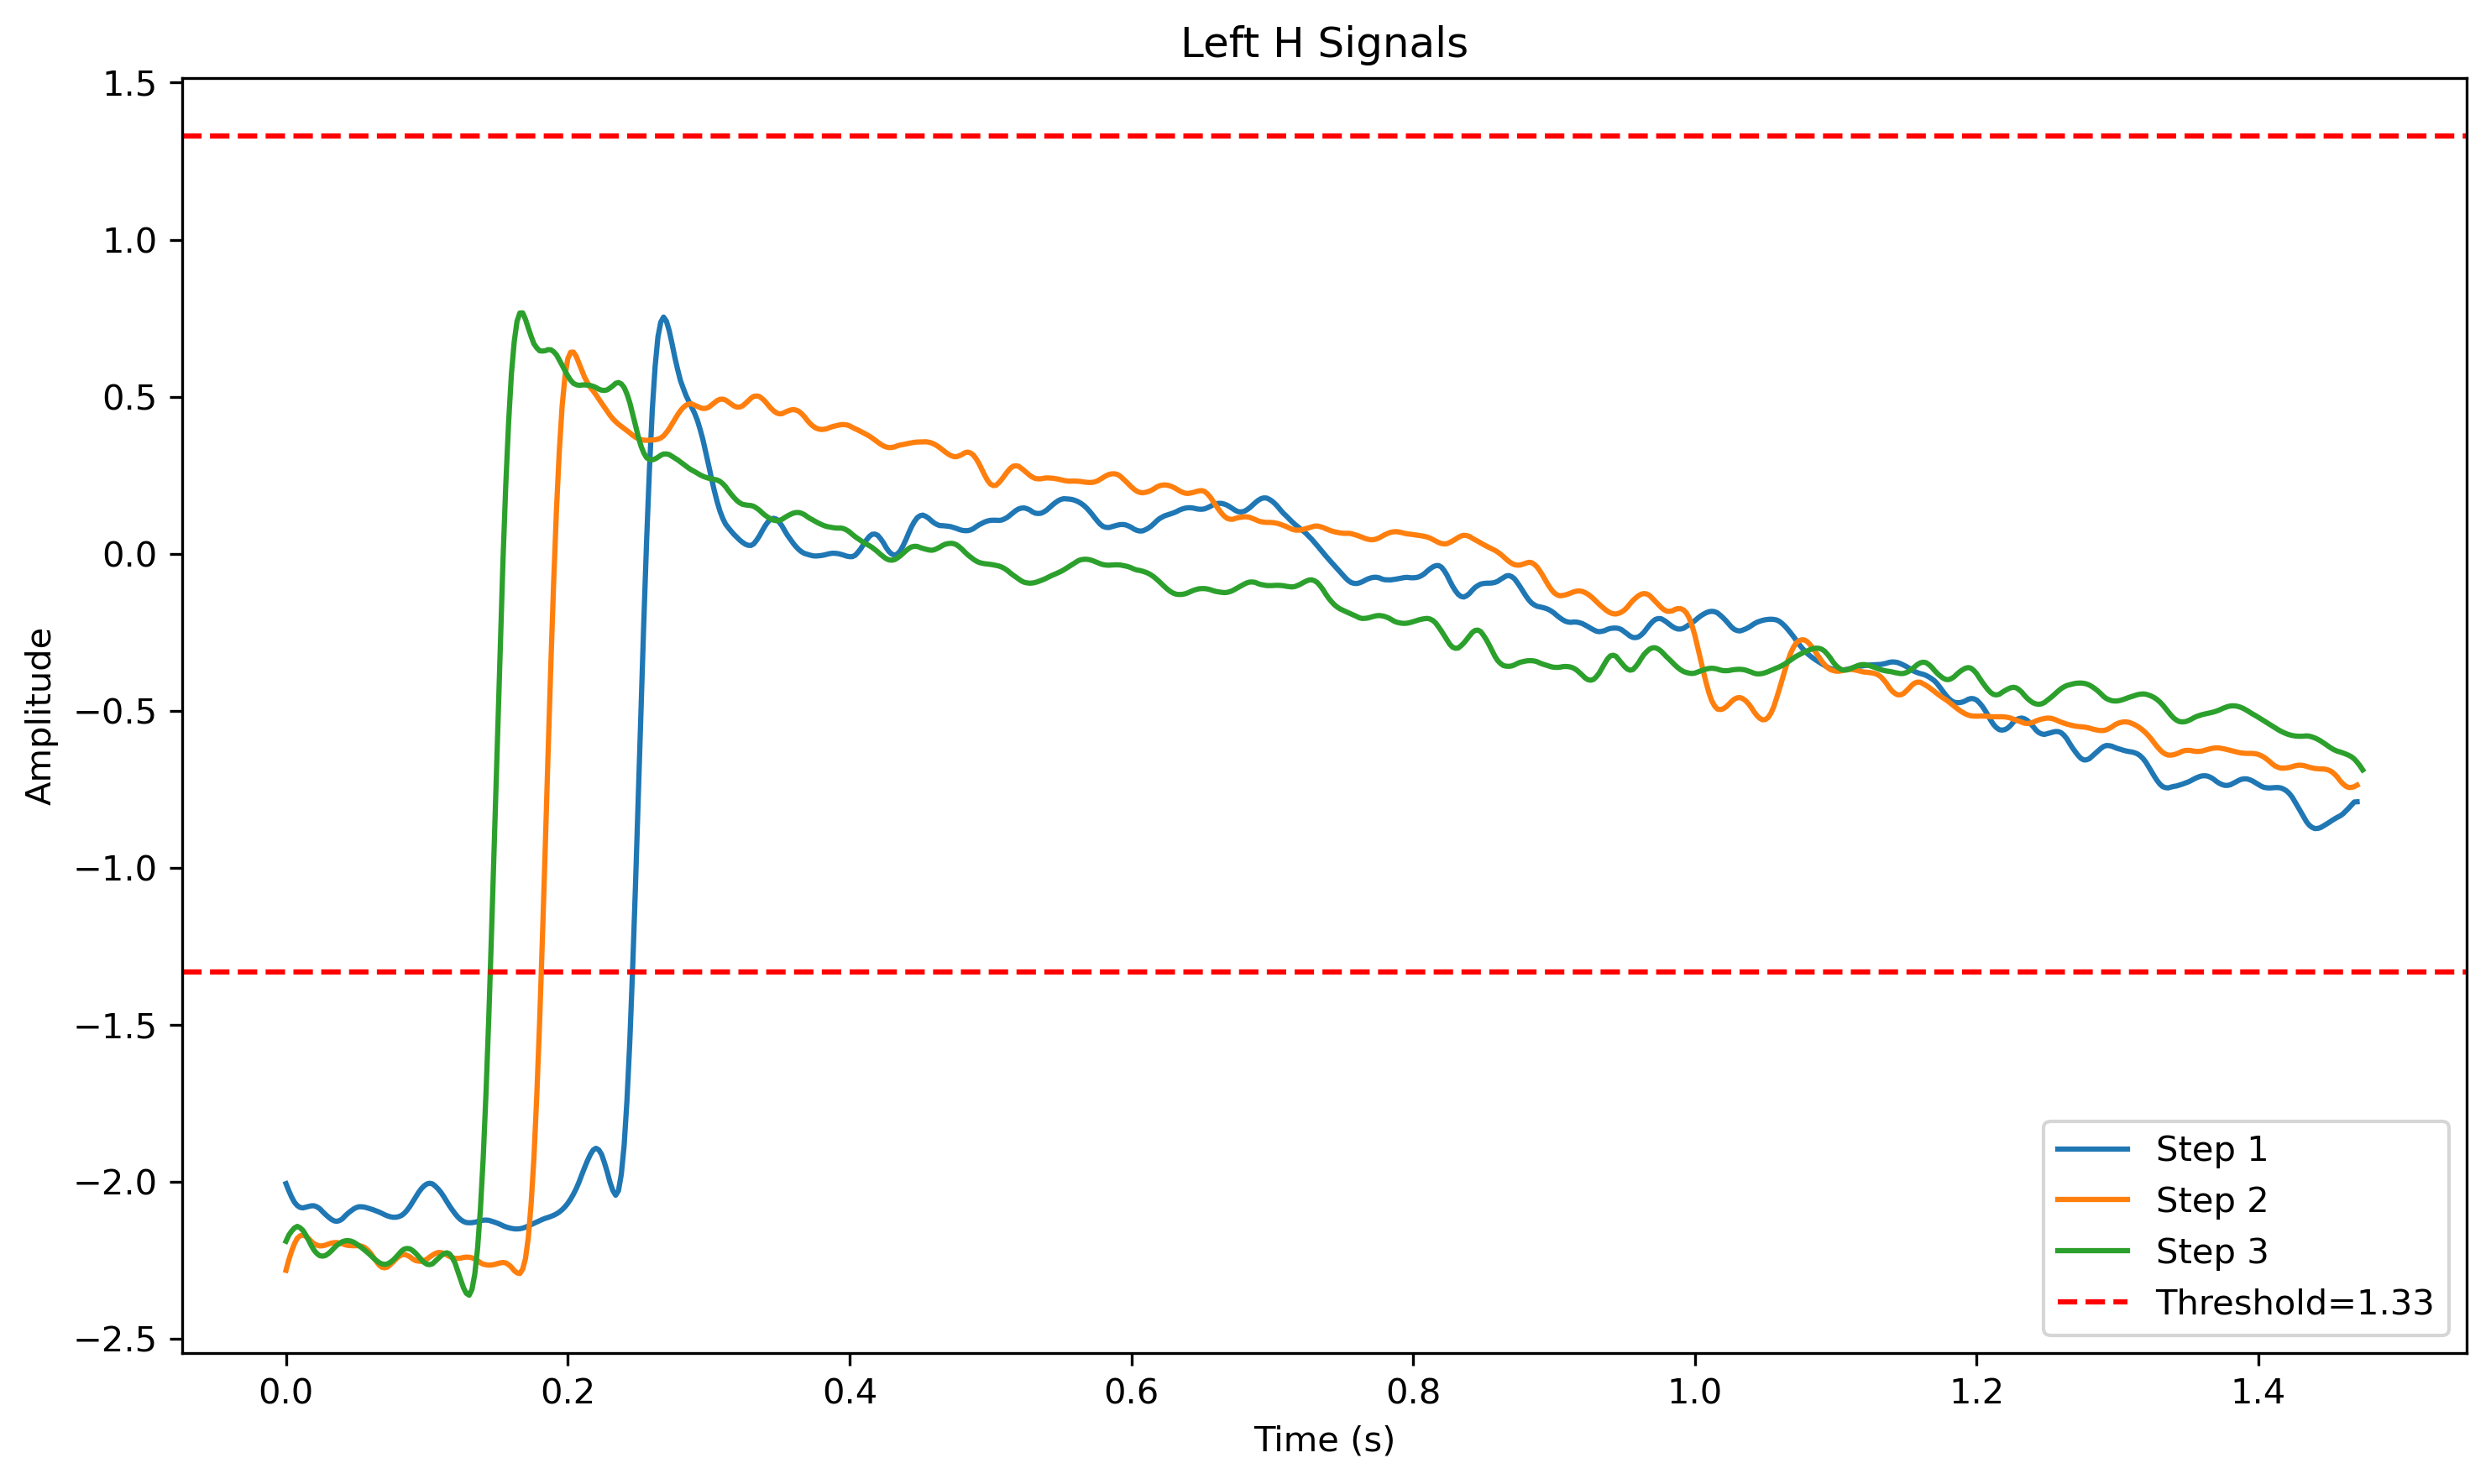 Left H Signals
1.5
1.0
0.5
0.0
−0.5
−1.0
−1.5
−2.0
−2.5
Amplitude
0.0 0.2 0.4 0.6 0.8 1.0 1.2 1.4
Time (s)
Step 1
Step 2
Step 3
Threshold=1.33